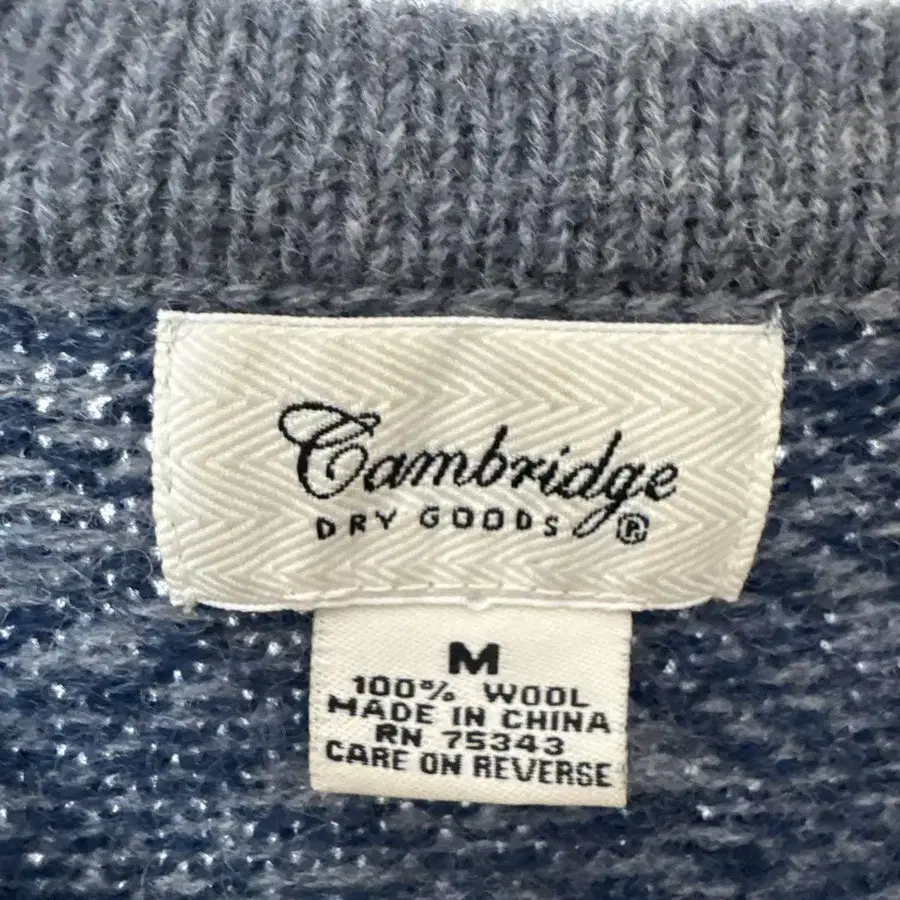 Cambridge
DRY GOODS ®
M
100% WOOL
MADE IN CHINA
RN 75343
CARE ON REVERSE